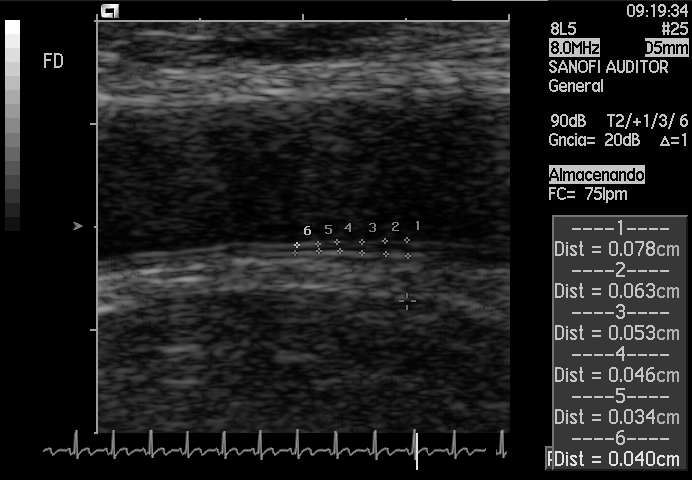 09:19:34
8L5 #25
8.0MHz D5mm
FD
SANOFI AUDITOR
General
90dB T2/+1/3/ 6
Gncia= 20dB Δ=1
Almacenando
FC= 75lpm
6 5 4 3 2 1
----1----
Dist = 0.078cm
----2----
Dist = 0.063cm
----3----
Dist = 0.053cm
----4----
Dist = 0.046cm
----5----
Dist = 0.034cm
----6----
Dist = 0.040cm